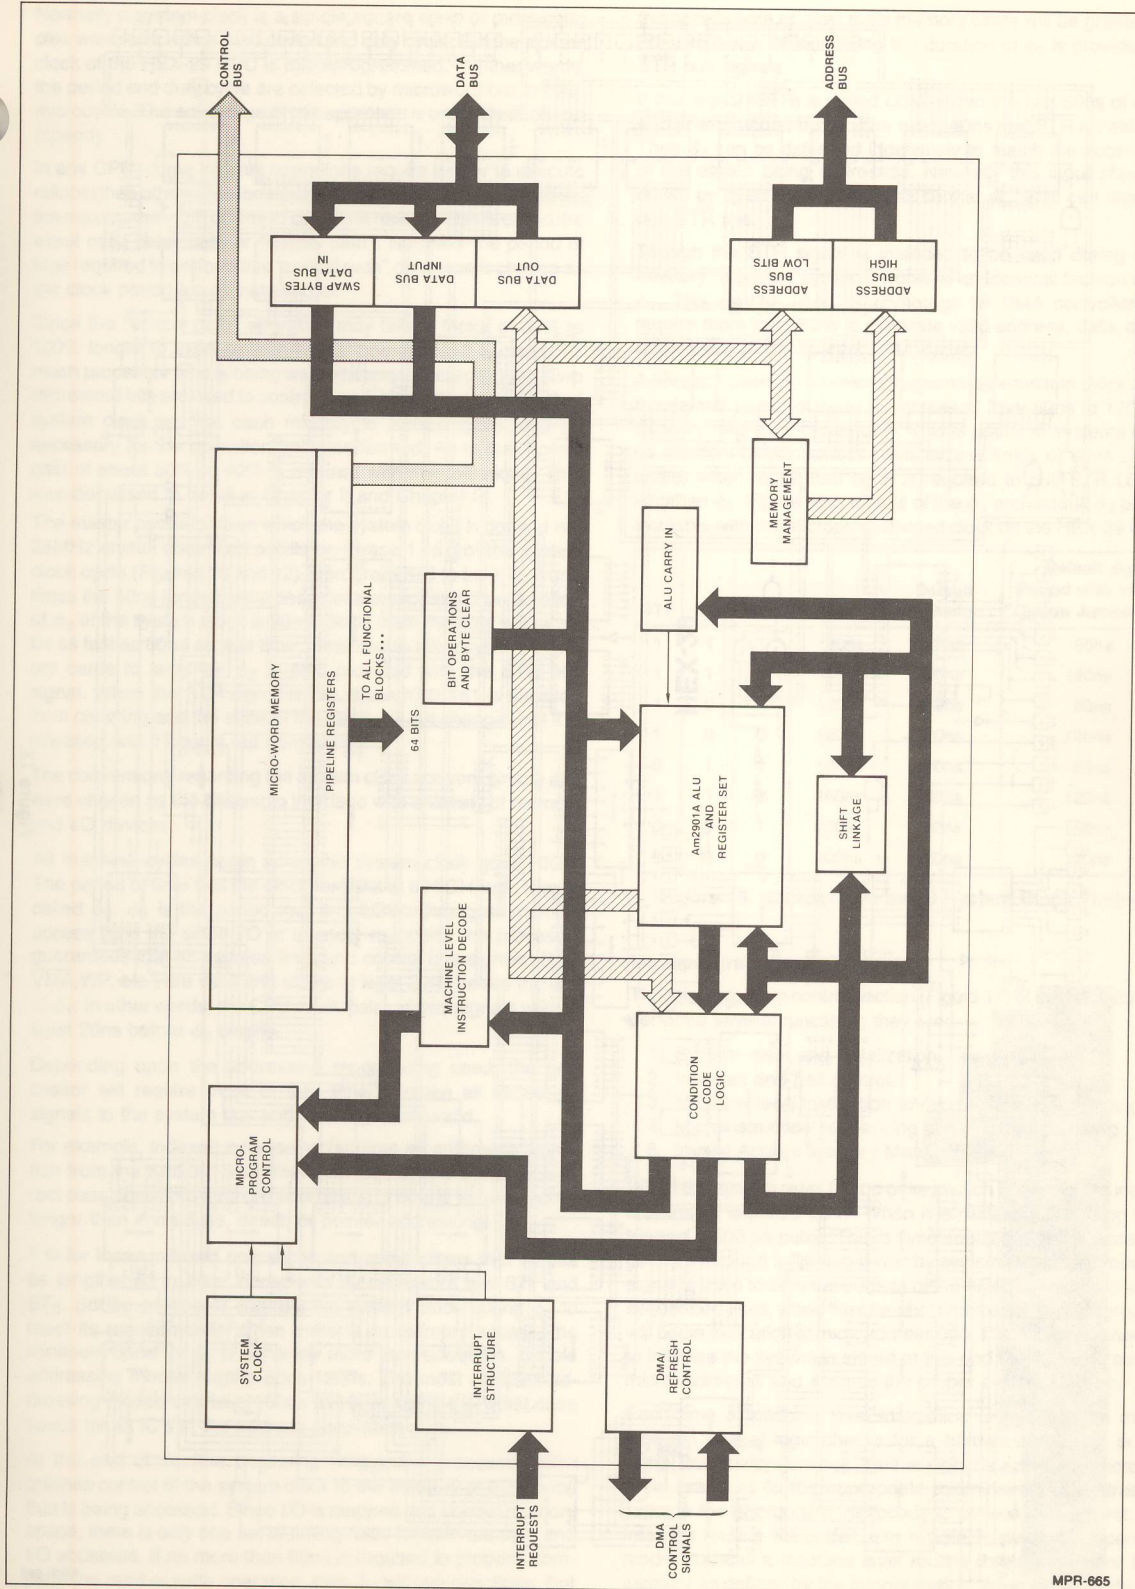 CONTROL
BUS
DATA
BUS
ADDRESS
BUS
SWAP BYTES
DATA BUS
IN
DATA BUS
INPUT
DATA BUS
OUT
ADDRESS
BUS
LOW BITS
ADDRESS
BUS
HIGH
MICRO-WORD MEMORY
PIPELINE REGISTERS
TO ALL FUNCTIONAL
BLOCKS...
64 BITS
BIT OPERATIONS
AND BYTE CLEAR
ALU CARRY IN
MEMORY
MANAGEMENT
MACHINE LEVEL
INSTRUCTION DECODE
Am2901A ALU
AND
REGISTER SET
SHIFT
LINKAGE
MICRO-
PROGRAM
CONTROL
CONDITION
CODE
LOGIC
SYSTEM
CLOCK
INTERRUPT
STRUCTURE
DMA/
REFRESH
CONTROL
INTERRUPT
REQUESTS
DMA
CONTROL
SIGNALS
MPR-665